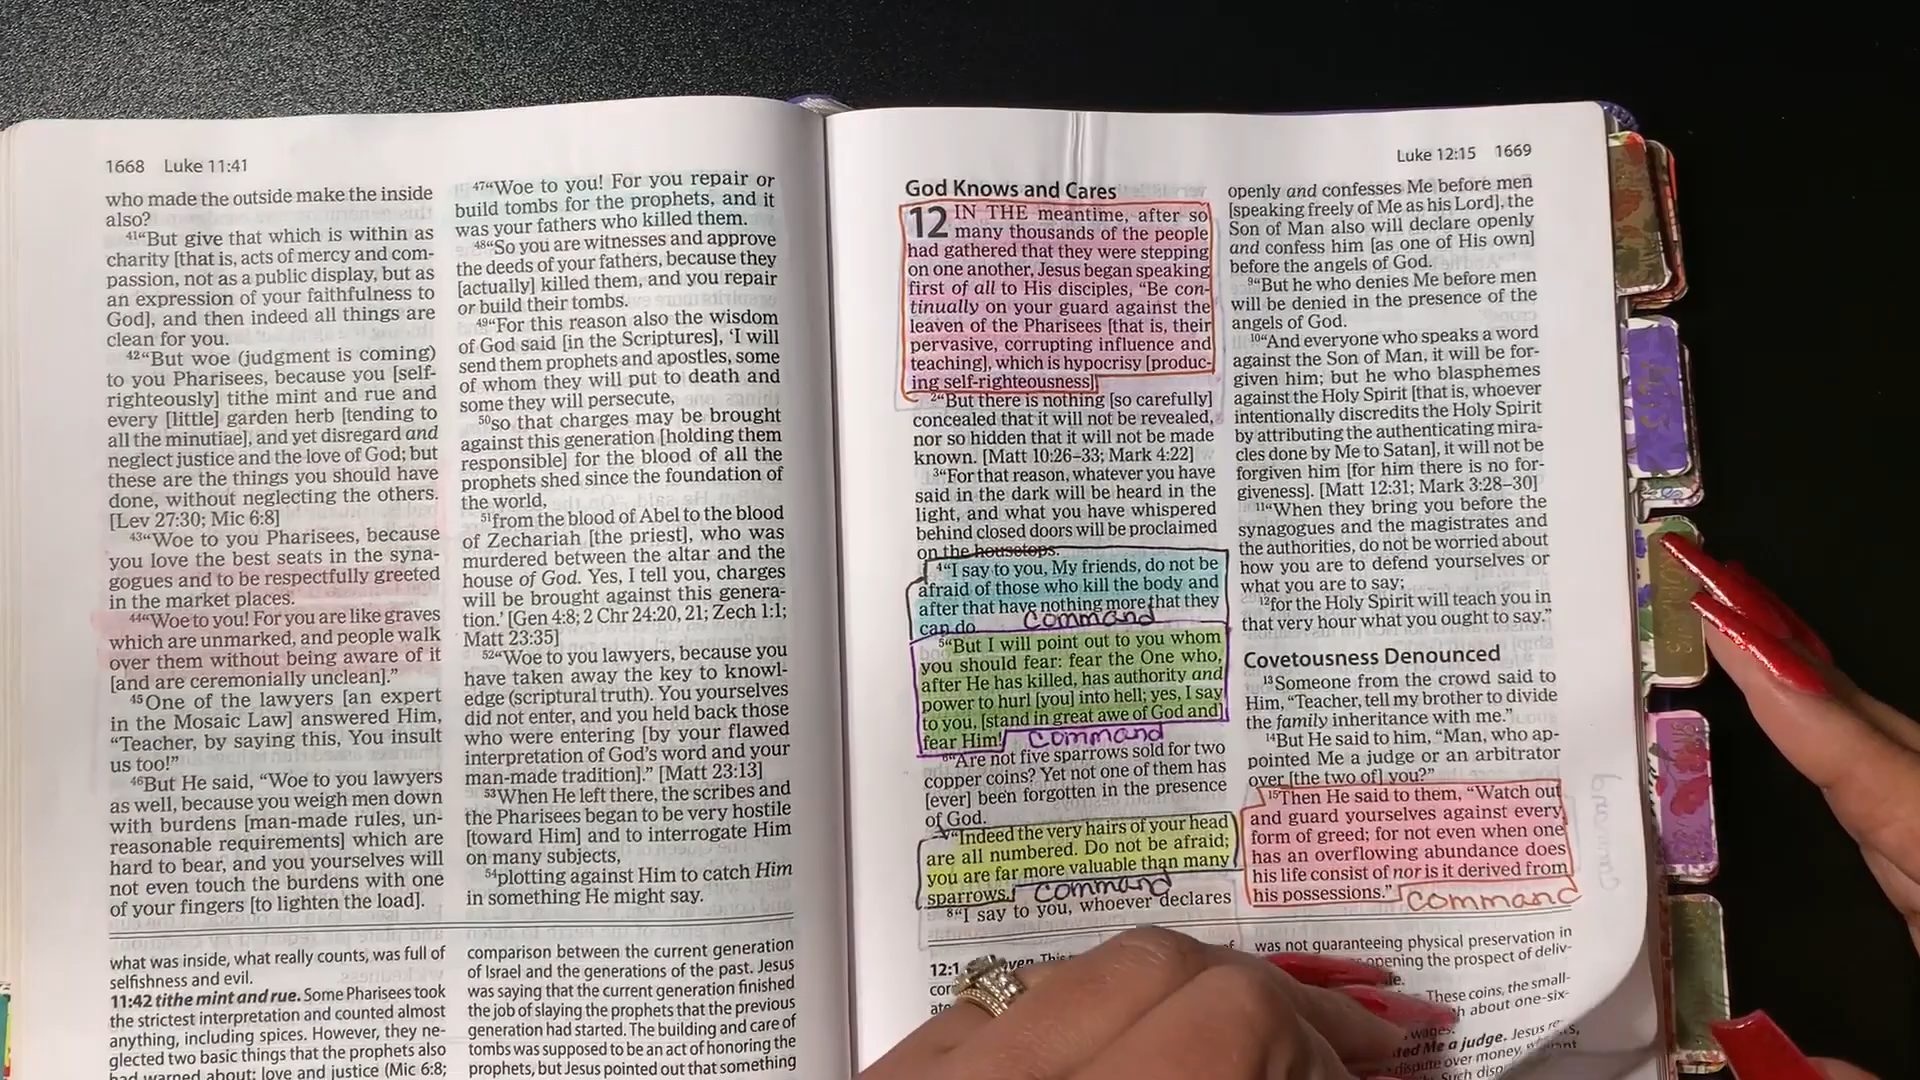 1668 Luke 11:41
who made the outside make the inside
also?
41“But give that which is within as
charity [that is, acts of mercy and com-
passion, not as a public display, but as
an expression of your faithfulness to
God], and then indeed all things are
clean for you.
42“But woe (judgment is coming)
to you Pharisees, because you [self-
righteously] tithe mint and rue and
every [little] garden herb [tending to
all the minutiae], and yet disregard and
neglect justice and the love of God; but
these are the things you should have
done, without neglecting the others.
[Lev 27:30; Mic 6:8]
43“Woe to you Pharisees, because
you love the best seats in the syna-
gogues and to be respectfully greeted
in the market places.
44“Woe to you! For you are like graves
which are unmarked, and people walk
over them without being aware of it
[and are ceremonially unclean].”
45One of the lawyers [an expert
in the Mosaic Law] answered Him,
“Teacher, by saying this, You insult
us too!”
46But He said, “Woe to you lawyers
as well, because you weigh men down
with burdens [man-made rules, un-
reasonable requirements] which are
hard to bear, and you yourselves will
not even touch the burdens with one
of your fingers [to lighten the load].
47“Woe to you! For you repair or
build tombs for the prophets, and it
was your fathers who killed them.
48“So you are witnesses and approve
the deeds of your fathers, because they
[actually] killed them, and you repair
or build their tombs.
49“For this reason also the wisdom
of God said [in the Scriptures], ‘I will
send them prophets and apostles, some
of whom they will put to death and
some they will persecute,
50so that charges may be brought
against this generation [holding them
responsible] for the blood of all the
prophets shed since the foundation of
the world,
51from the blood of Abel to the blood
of Zechariah [the priest], who was
murdered between the altar and the
house of God. Yes, I tell you, charges
will be brought against this genera-
tion.’ [Gen 4:8; 2 Chr 24:20, 21; Zech 1:1;
Matt 23:35]
52“Woe to you lawyers, because you
have taken away the key to knowl-
edge (scriptural truth). You yourselves
did not enter, and you held back those
who were entering [by your flawed
interpretation of God’s word and your
man-made tradition].” [Matt 23:13]
53When He left there, the scribes and
the Pharisees began to be very hostile
[toward Him] and to interrogate Him
on many subjects,
54plotting against Him to catch Him
in something He might say.
what was inside, what really counts, was full of
selfishness and evil.
11:42 tithe mint and rue. Some Pharisees took
the strictest interpretation and counted almost
anything, including spices. However, they ne-
glected two basic things that the prophets also
had warned about: love and justice (Mic 6:8;
comparison between the current generation
of Israel and the generations of the past. Jesus
was saying that the current generation finished
the job of slaying the prophets that the previous
generation had started. The building and care of
tombs was supposed to be an act of honoring the
prophets, but Jesus pointed out that something
Luke 12:15 1669
God Knows and Cares
12 IN THE meantime, after so
many thousands of the people
had gathered that they were stepping
on one another, Jesus began speaking
first of all to His disciples, “Be con-
tinually on your guard against the
leaven of the Pharisees [that is, their
pervasive, corrupting influence and
teaching], which is hypocrisy [produc-
ing self-righteousness].
2“But there is nothing [so carefully]
concealed that it will not be revealed,
nor so hidden that it will not be made
known. [Matt 10:26–33; Mark 4:22]
3“For that reason, whatever you have
said in the dark will be heard in the
light, and what you have whispered
behind closed doors will be proclaimed
on the housetops.
4“I say to you, My friends, do not be
afraid of those who kill the body and
after that have nothing more that they
can do. Command
5“But I will point out to you whom
you should fear: fear the One who,
after He has killed, has authority and
power to hurl [you] into hell; yes, I say
to you, [stand in great awe of God and]
fear Him! Command
6“Are not five sparrows sold for two
copper coins? Yet not one of them has
[ever] been forgotten in the presence
of God.
“Indeed the very hairs of your head
are all numbered. Do not be afraid;
you are far more valuable than many
sparrows. Command
8“I say to you, whoever declares
openly and confesses Me before men
[speaking freely of Me as his Lord], the
Son of Man also will declare openly
and confess him [as one of His own]
before the angels of God.
9“But he who denies Me before men
will be denied in the presence of the
angels of God.
10“And everyone who speaks a word
against the Son of Man, it will be for-
given him; but he who blasphemes
against the Holy Spirit [that is, whoever
intentionally discredits the Holy Spirit
by attributing the authenticating mira-
cles done by Me to Satan], it will not be
forgiven him [for him there is no for-
giveness]. [Matt 12:31; Mark 3:28–30]
11“When they bring you before the
synagogues and the magistrates and
the authorities, do not be worried about
how you are to defend yourselves or
what you are to say;
12for the Holy Spirit will teach you in
that very hour what you ought to say.”
Covetousness Denounced
13Someone from the crowd said to
Him, “Teacher, tell my brother to divide
the family inheritance with me.”
14But He said to him, “Man, who ap-
pointed Me a judge or an arbitrator
over [the two of] you?”
15Then He said to them, “Watch out
and guard yourselves against every
form of greed; for not even when one
has an overflowing abundance does
his life consist of nor is it derived from
his possessions.” Command
12:1
was not guaranteeing physical preservation in
opening the prospect of deliv-
These coins, the small-
about one-six-
wages.
Me a judge. Jesus
dispute over money,
Such